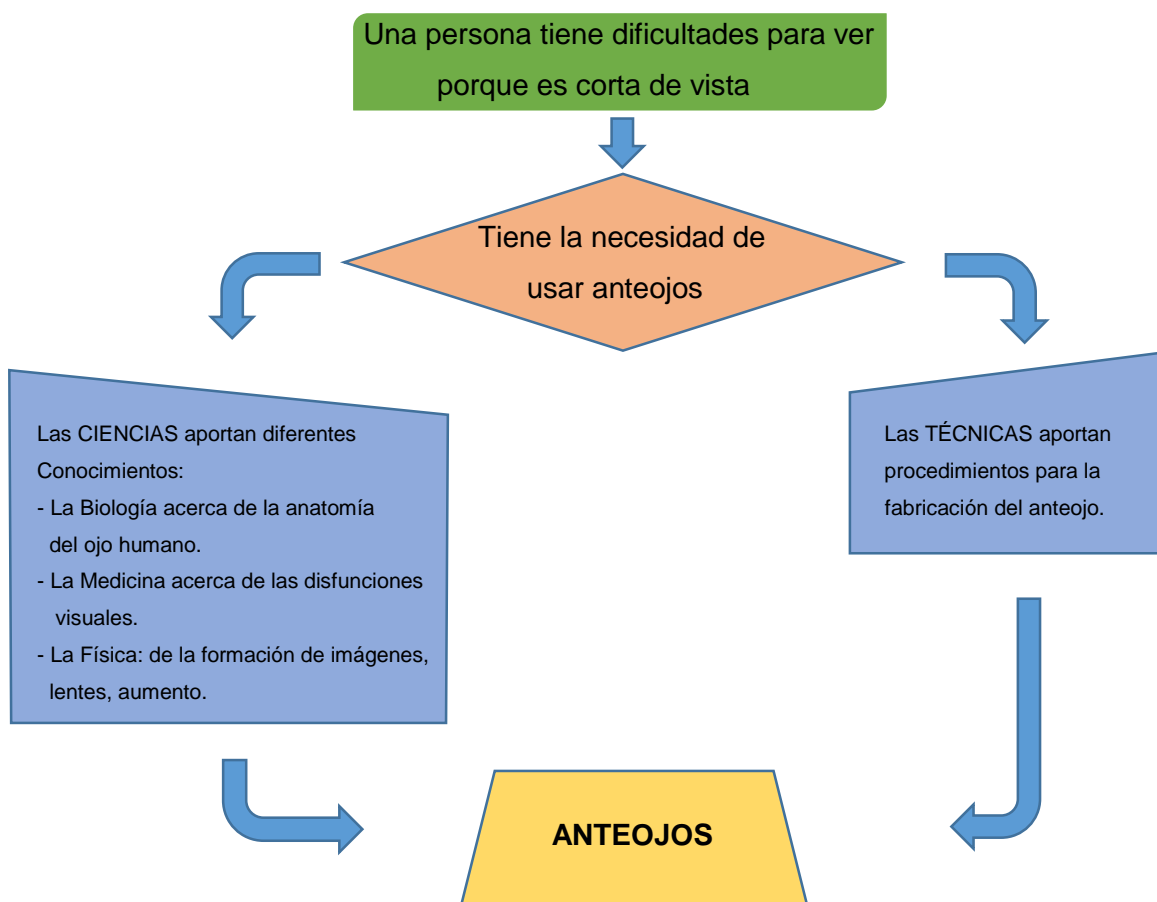 Una persona tiene dificultades para ver
porque es corta de vista
Tiene la necesidad de
usar anteojos
Las CIENCIAS aportan diferentes
Conocimientos:
- La Biología acerca de la anatomía
del ojo humano.
- La Medicina acerca de las disfunciones
visuales.
- La Física: de la formación de imágenes,
lentes, aumento.
Las TÉCNICAS aportan
procedimientos para la
fabricación del anteojo.
ANTEOJOS